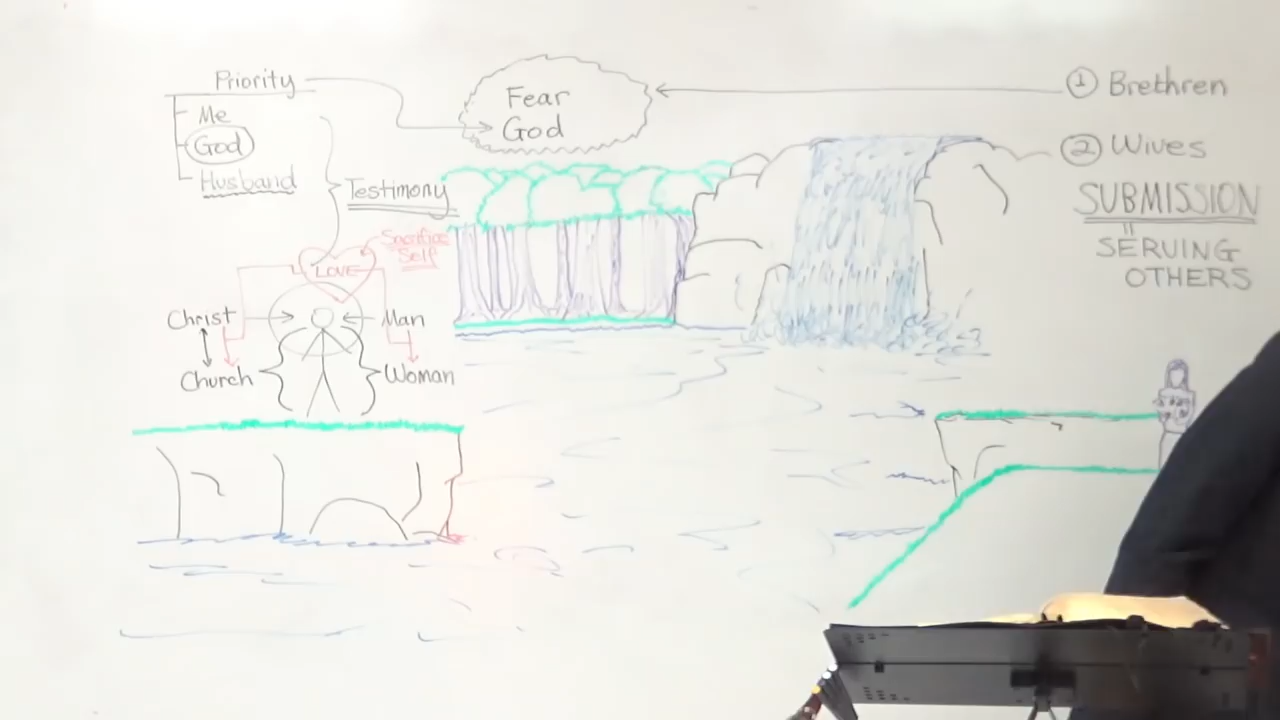 Priority
Me
God
Husband
Testimony
Fear
God
① Brethren
② Wives
SUBMISSION
=
SERVING
OTHERS
Sacrifice
Self
LOVE
Christ
Man
Church
Woman